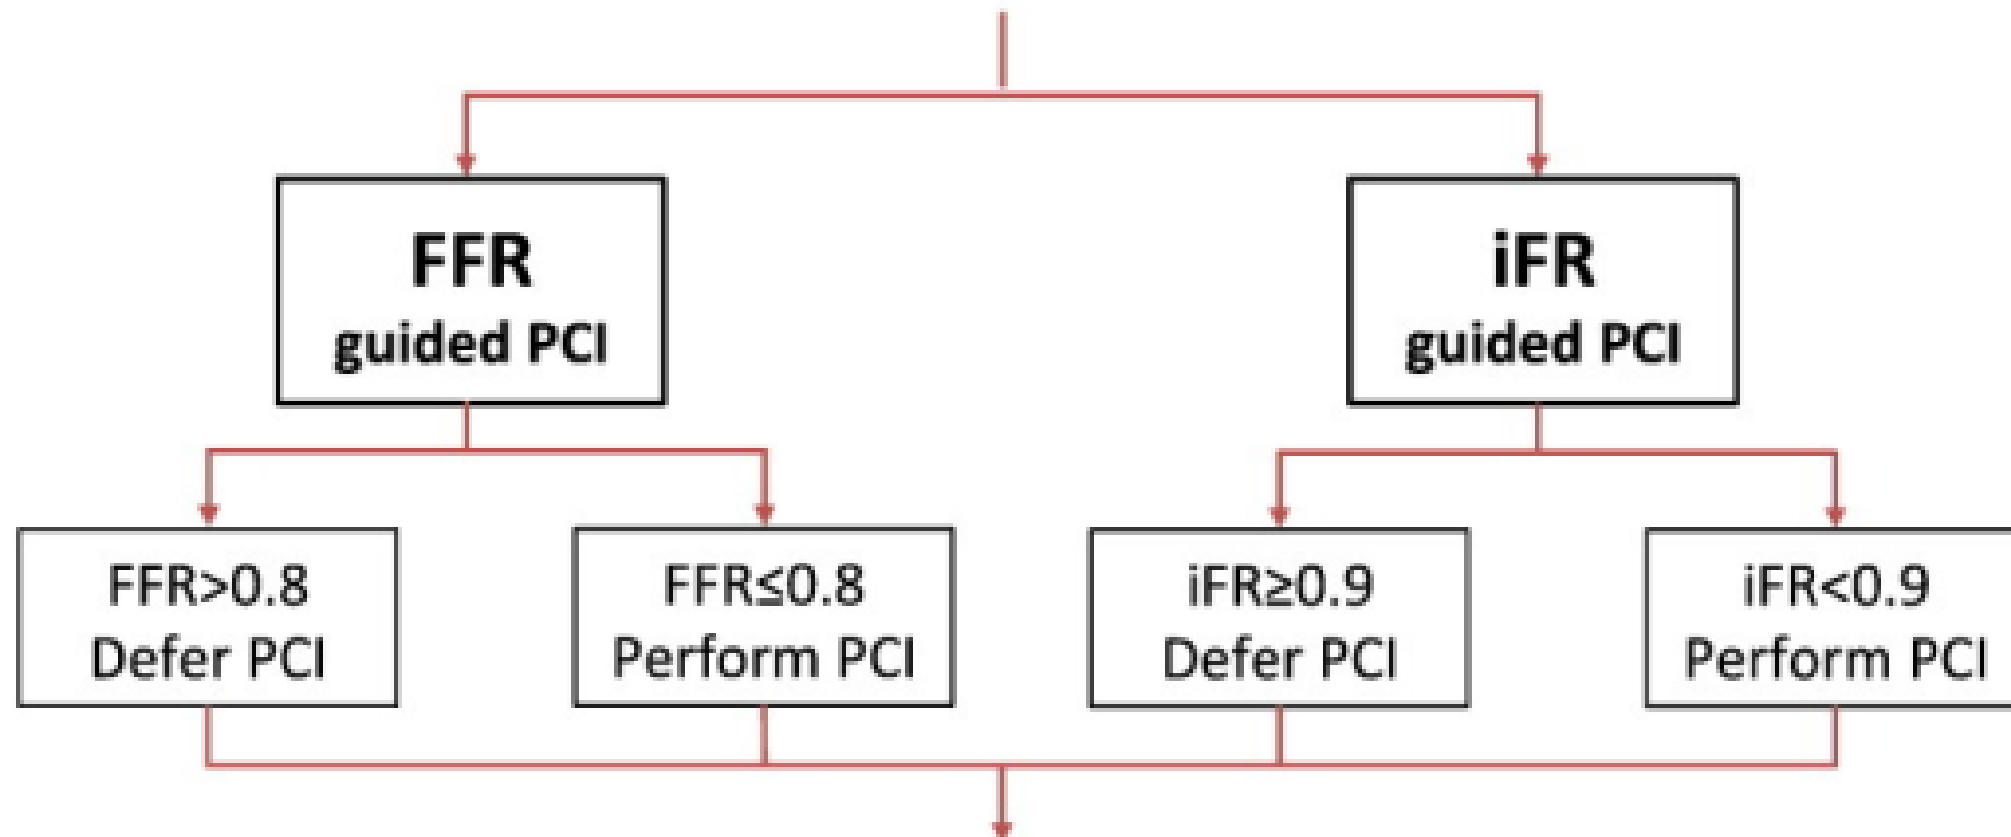 FFR
guided PCI
iFR
guided PCI
FFR>0.8
Defer PCI
FFR≤0.8
Perform PCI
iFR≥0.9
Defer PCI
iFR<0.9
Perform PCI